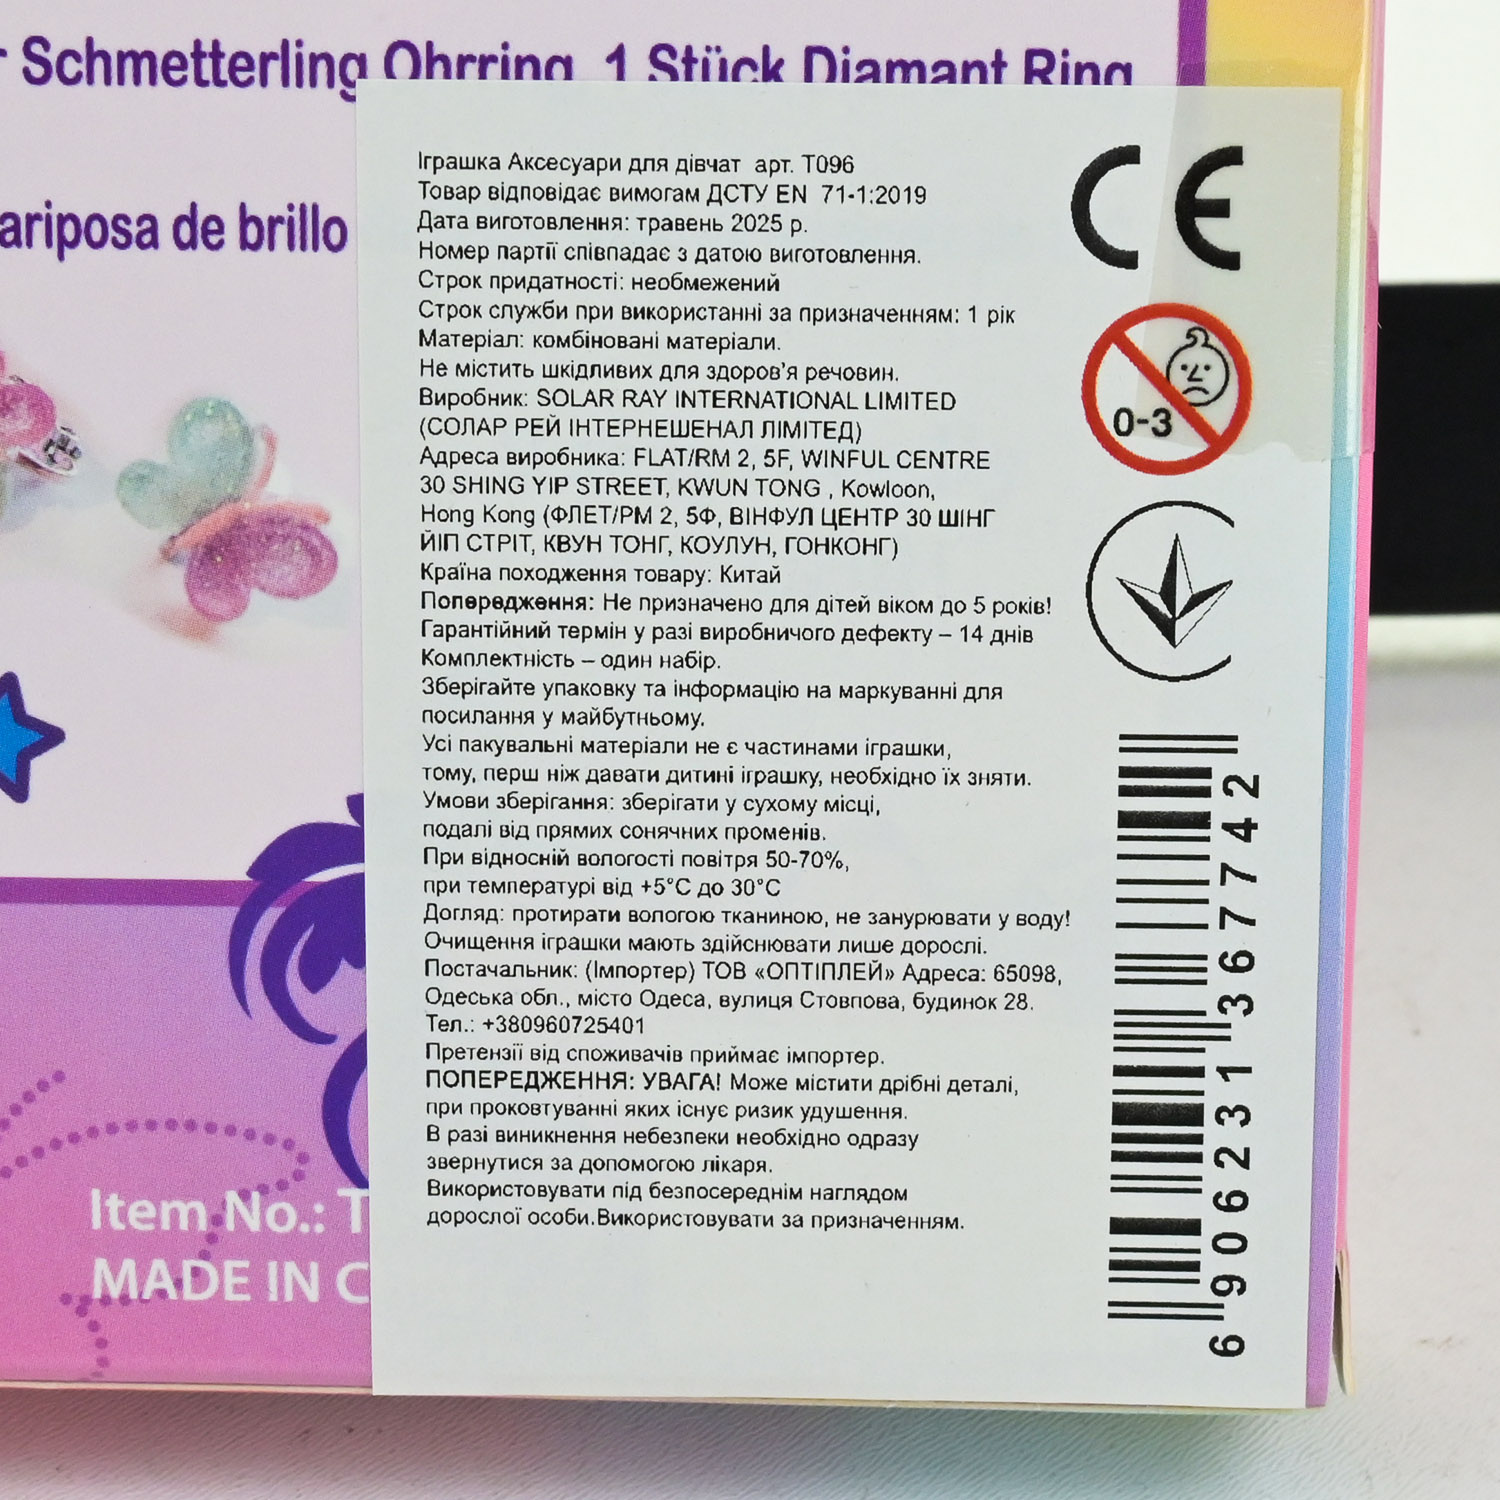 Schmetterling Ohrring, 1 Stück Diamant Ring
ariposa de brillo
Іграшка Аксесуари для дівчат арт. T096
Товар відповідає вимогам ДСТУ EN 71-1:2019
Дата виготовлення: травень 2025 р.
Номер партії співпадає з датою виготовлення.
Строк придатності: необмежений
Строк служби при використанні за призначенням: 1 рік
Матеріал: комбіновані матеріали.
Не містить шкідливих для здоров'я речовин.
Виробник: SOLAR RAY INTERNATIONAL LIMITED
(СОЛАР РЕЙ ІНТЕРНЕШЕНАЛ ЛІМІТЕД)
Адреса виробника: FLAT/RM 2, 5F, WINFUL CENTRE
30 SHING YIP STREET, KWUN TONG , Kowloon,
Hong Kong (ФЛЕТ/РМ 2, 5Ф, ВІНФУЛ ЦЕНТР 30 ШІНГ
ЙІП СТРІТ, КВУН ТОНГ, КОУЛУН, ГОНКОНГ)
Країна походження товару: Китай
Попередження: Не призначено для дітей віком до 5 років!
Гарантійний термін у разі виробничого дефекту – 14 днів
Комплектність – один набір.
Зберігайте упаковку та інформацію на маркуванні для
посилання у майбутньому.
Усі пакувальні матеріали не є частинами іграшки,
тому, перш ніж давати дитині іграшку, необхідно їх зняти.
Умови зберігання: зберігати у сухому місці,
подалі від прямих сонячних променів.
При відносній вологості повітря 50-70%,
при температурі від +5°C до 30°C
Догляд: протирати вологою тканиною, не занурювати у воду!
Очищення іграшки мають здійснювати лише дорослі.
Постачальник: (Імпортер) ТОВ «ОПТІПЛЕЙ» Адреса: 65098,
Одеська обл., місто Одеса, вулиця Стовпова, будинок 28.
Тел.: +380960725401
Претензії від споживачів приймає імпортер.
ПОПЕРЕДЖЕННЯ: УВАГА! Може містити дрібні деталі,
при проковтуванні яких існує ризик удушення.
В разі виникнення небезпеки необхідно одразу
звернутися за допомогою лікаря.
Використовувати під безпосереднім наглядом
дорослої особи.Використовувати за призначенням.
CE
0-3
6906231367742
Item No.: T
MADE IN C